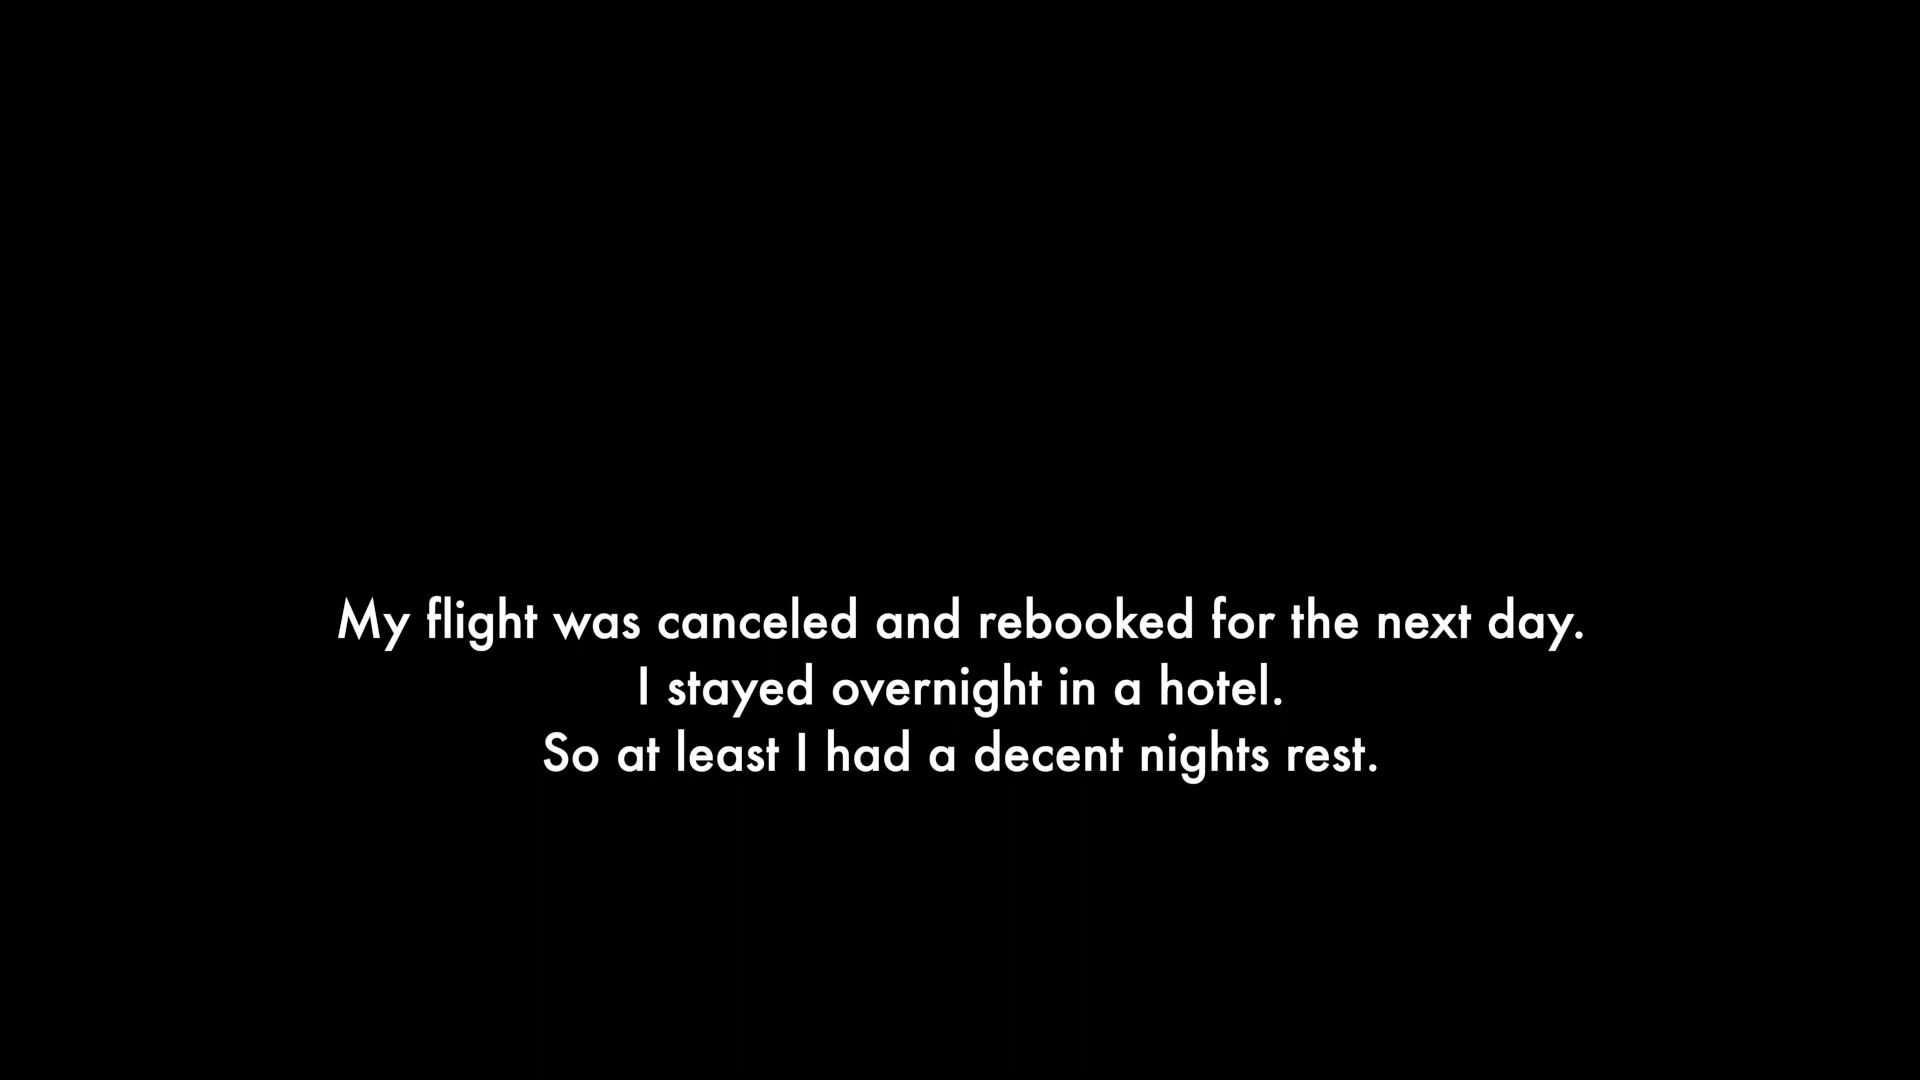 My flight was canceled and rebooked for the next day.
I stayed overnight in a hotel.
So at least I had a decent nights rest.